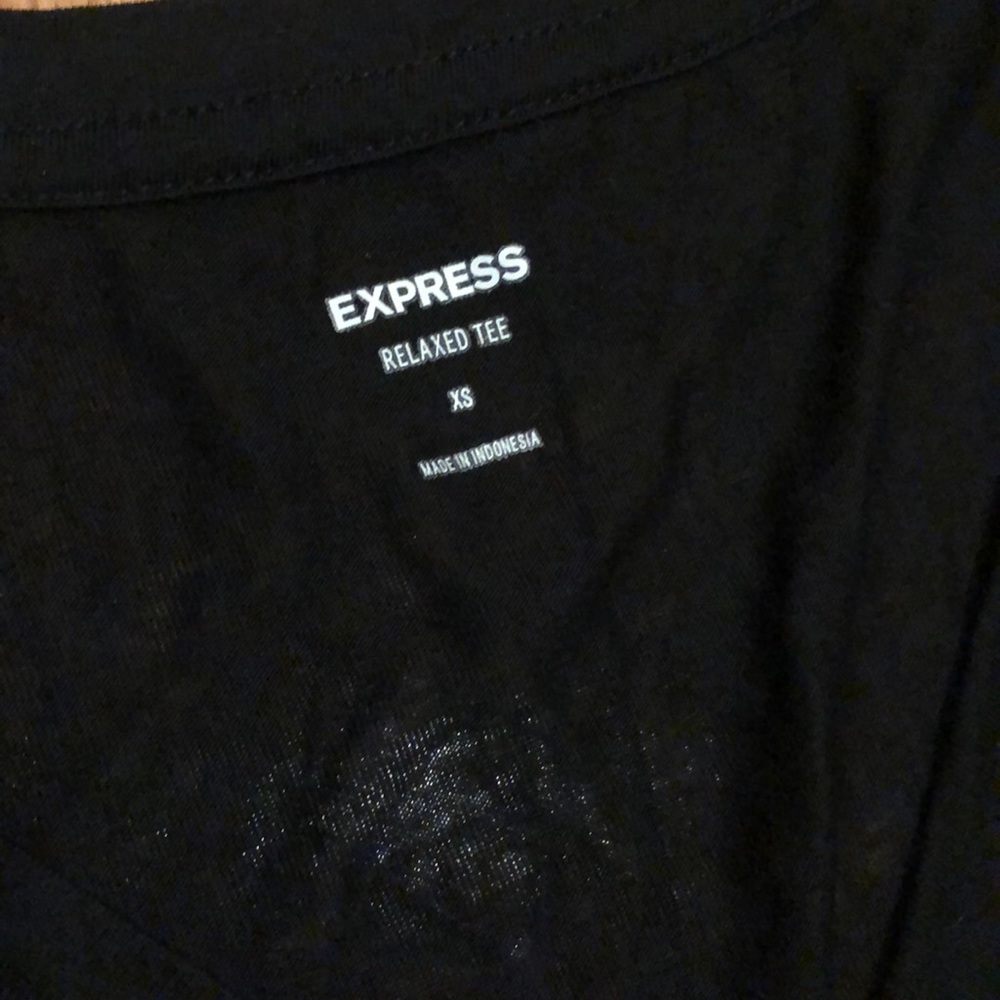 EXPRESS
RELAXED TEE
XS
MADE IN INDONESIA